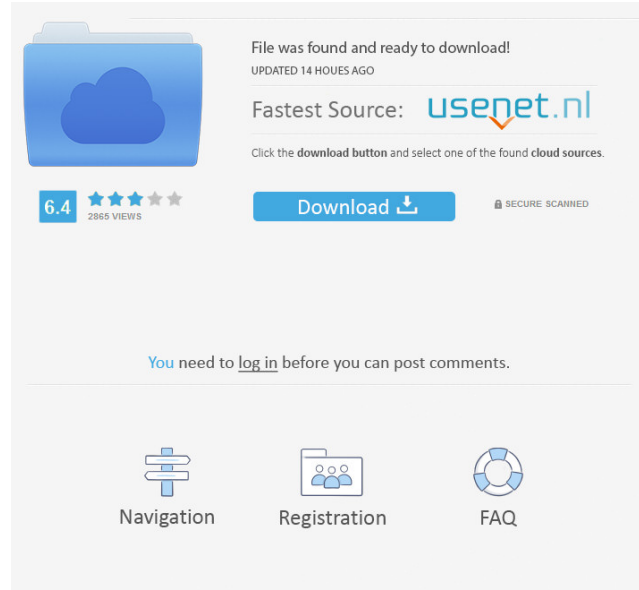 File was found and ready to download!
UPDATED 14 HOUES AGO
Fastest Source: usenet.nl
Click the download button and select one of the found cloud sources.
6.4
2865 VIEWS
Download
SECURE SCANNED
You need to log in before you can post comments.
Navigation
Registration
FAQ